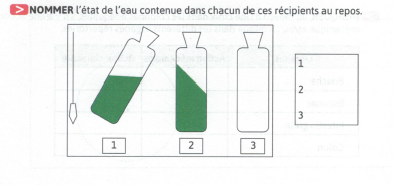 > NOMMER l'état de l'eau contenue dans chacun de ces récipients au repos.
1
2
3
1 2 3